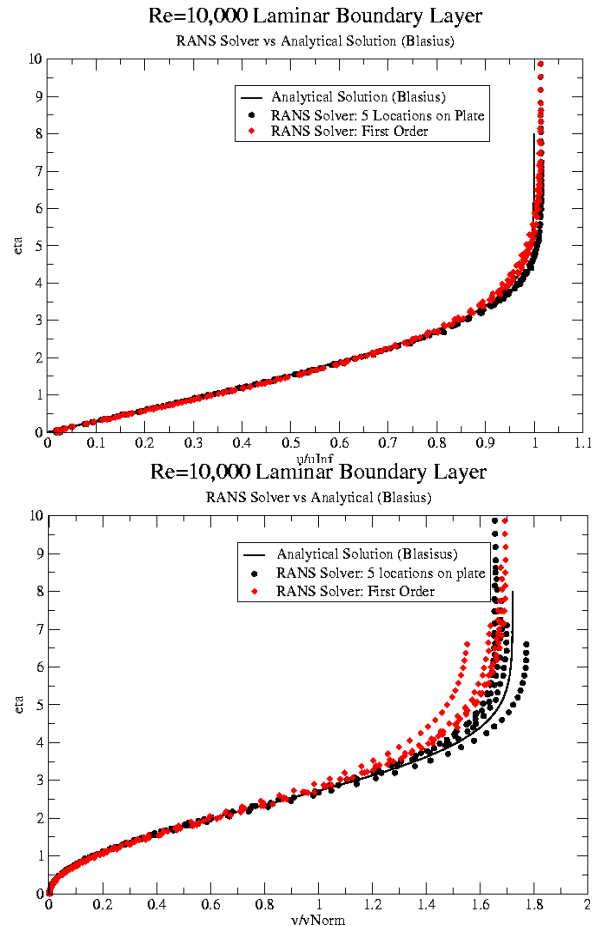 Re=10,000 Laminar Boundary Layer
RANS Solver vs Analytical Solution (Blasius)
10
9
8
7
6
5
4
3
2
1
0
eta
Analytical Solution (Blasius)
RANS Solver: 5 Locations on Plate
RANS Solver: First Order
0 0.1 0.2 0.3 0.4 0.5 0.6 0.7 0.8 0.9 1 1.1
u/uInf
Re=10,000 Laminar Boundary Layer
RANS Solver vs Analytical (Blasius)
10
9
8
7
6
5
4
3
2
1
0
eta
Analytical Solution (Blasisus)
RANS Solver: 5 locations on plate
RANS Solver: First Order
0 0.2 0.4 0.6 0.8 1 1.2 1.4 1.6 1.8 2
v/vNorm